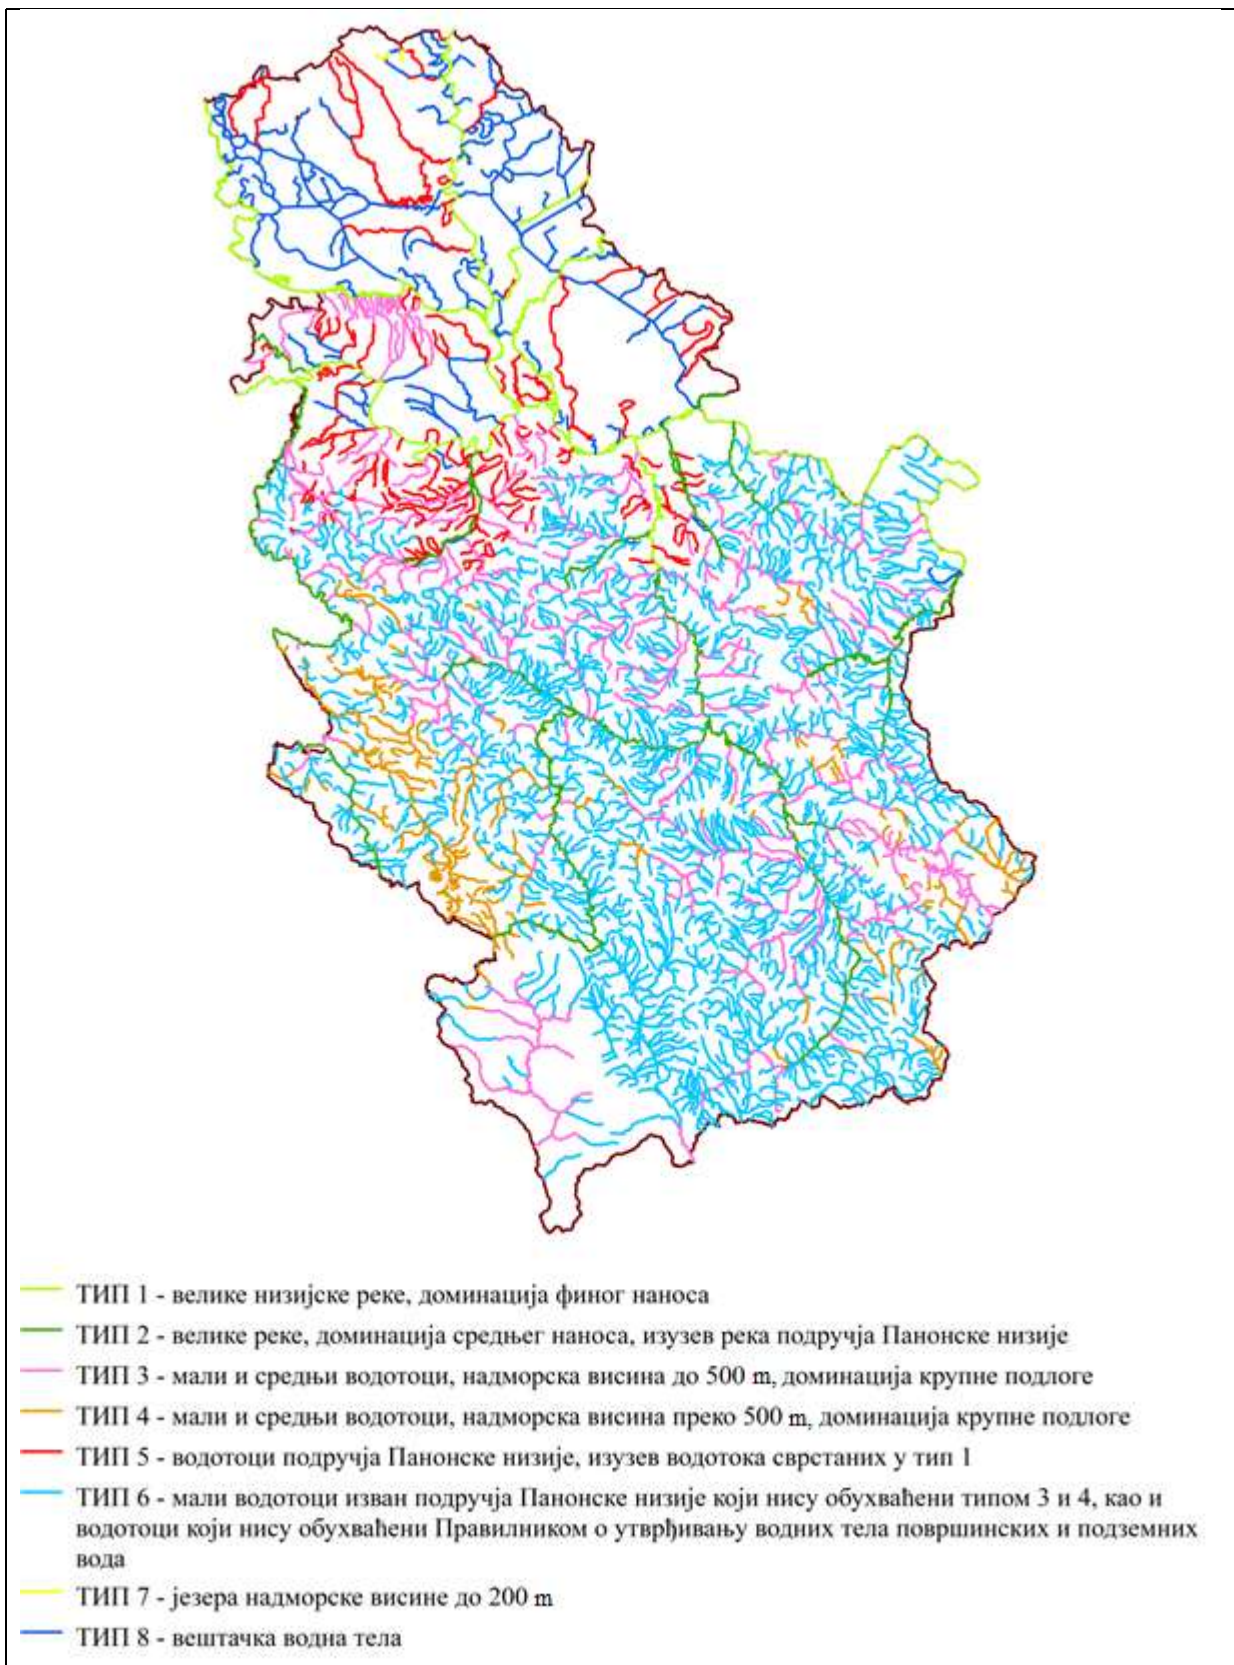 ТИП 1 - велике низијске реке, доминација финог наноса
ТИП 2 - велике реке, доминација средњег наноса, изузев река подручја Панонске низије
ТИП 3 - мали и средњи водотоци, надморска висина до 500 m, доминација крупне подлоге
ТИП 4 - мали и средњи водотоци, надморска висина преко 500 m, доминација крупне подлоге
ТИП 5 - водотоци подручја Панонске низије, изузев водотока сврстаних у тип 1
ТИП 6 - мали водотоци изван подручја Панонске низије који нису обухваћени типом 3 и 4, као и
водотоци који нису обухваћени Правилником о утврђивању водних тела површинских и подземних
вода
ТИП 7 - језера надморске висине до 200 m
ТИП 8 - вештачка водна тела